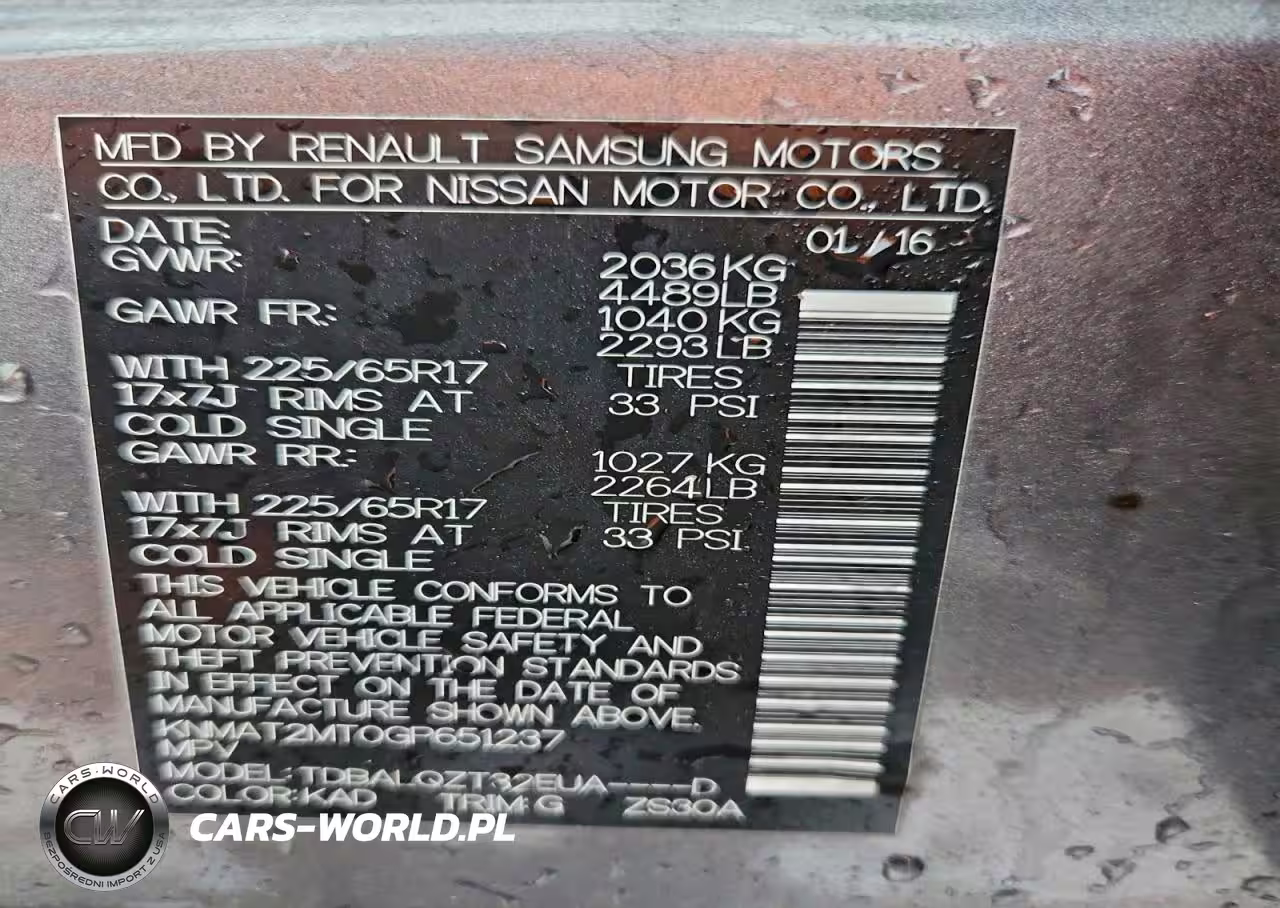 MFD BY RENAULT SAMSUNG MOTORS
CO., LTD. FOR NISSAN MOTOR CO., LTD.
DATE: 01 / 16
GVWR: 2036 KG
4489 LB
GAWR FR.: 1040 KG
2293 LB
WITH 225/65R17 TIRES
17x7J RIMS AT 33 PSI
COLD SINGLE
GAWR RR.: 1027 KG
2264 LB
WITH 225/65R17 TIRES
17x7J RIMS AT 33 PSI
COLD SINGLE
THIS VEHICLE CONFORMS TO
ALL APPLICABLE FEDERAL
MOTOR VEHICLE SAFETY AND
THEFT PREVENTION STANDARDS
IN EFFECT ON THE DATE OF
MANUFACTURE SHOWN ABOVE.
KNMAT2MT0GP651237
MPV
MODEL: TDBALQZT32EUA----D
COLOR: KAD TRIM: G ZS30A
CARS-WORLD
CW
BEZPOŚREDNI IMPORT Z USA
CARS-WORLD.PL